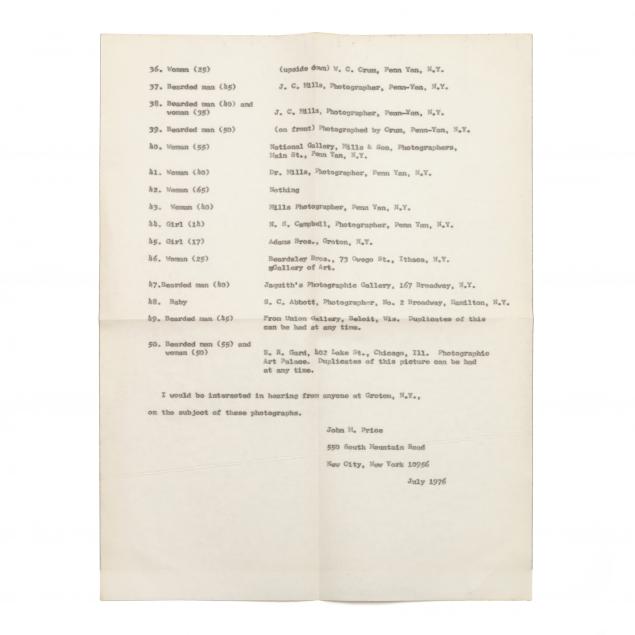 36. Woman (25) (upside down) W. C. Crum, Penn Yan, N.Y.
37. Bearded man (45) J. C. Mills, Photographer, Penn-Yan, N.Y.
38. Bearded man (40) and
woman (35) J. C. Mills, Photographer, Penn-Yan, N.Y.
39. Bearded man (50) (on front) Photographed by Crum, Penn-Yan, N.Y.
40. Woman (55) National Gallery, Mills & Son, Photographers,
Main St., Penn Yan, N.Y.
41. Woman (40) Dr. Mills, Photographer, Penn Yan, N.Y.
42. Woman (65) Nothing
43. Woman (40) Mills Photographer, Penn Yan, N.Y.
44. Girl (14) N. S. Campbell, Photographer, Penn Yan, N.Y.
45. Girl (17) Adams Bros., Groton, N.Y.
46. Woman (25) Beardsley Bros., 73 Owego St., Ithaca, N.Y.
Gallery of Art.
47.Bearded man (40) Jaquith's Photographic Gallery, 167 Broadway, N.Y.
48. Baby S. C. Abbott, Photographer, No. 2 Broadway, Hamilton, N.Y.
49. Bearded man (45) From Union Gallery, Beloit, Wis. Duplicates of this
can be had at any time.
50. Bearded man (55) and
woman (50) E. R. Gard, 402 Lake St., Chicago, Ill. Photographic
Art Palace. Duplicates of this picture can be had
at any time.
I would be interested in hearing from anyone at Groton, N.Y.,
on the subject of these photographs.
John M. Price
550 South Mountain Road
New City, New York 10956
July 1976